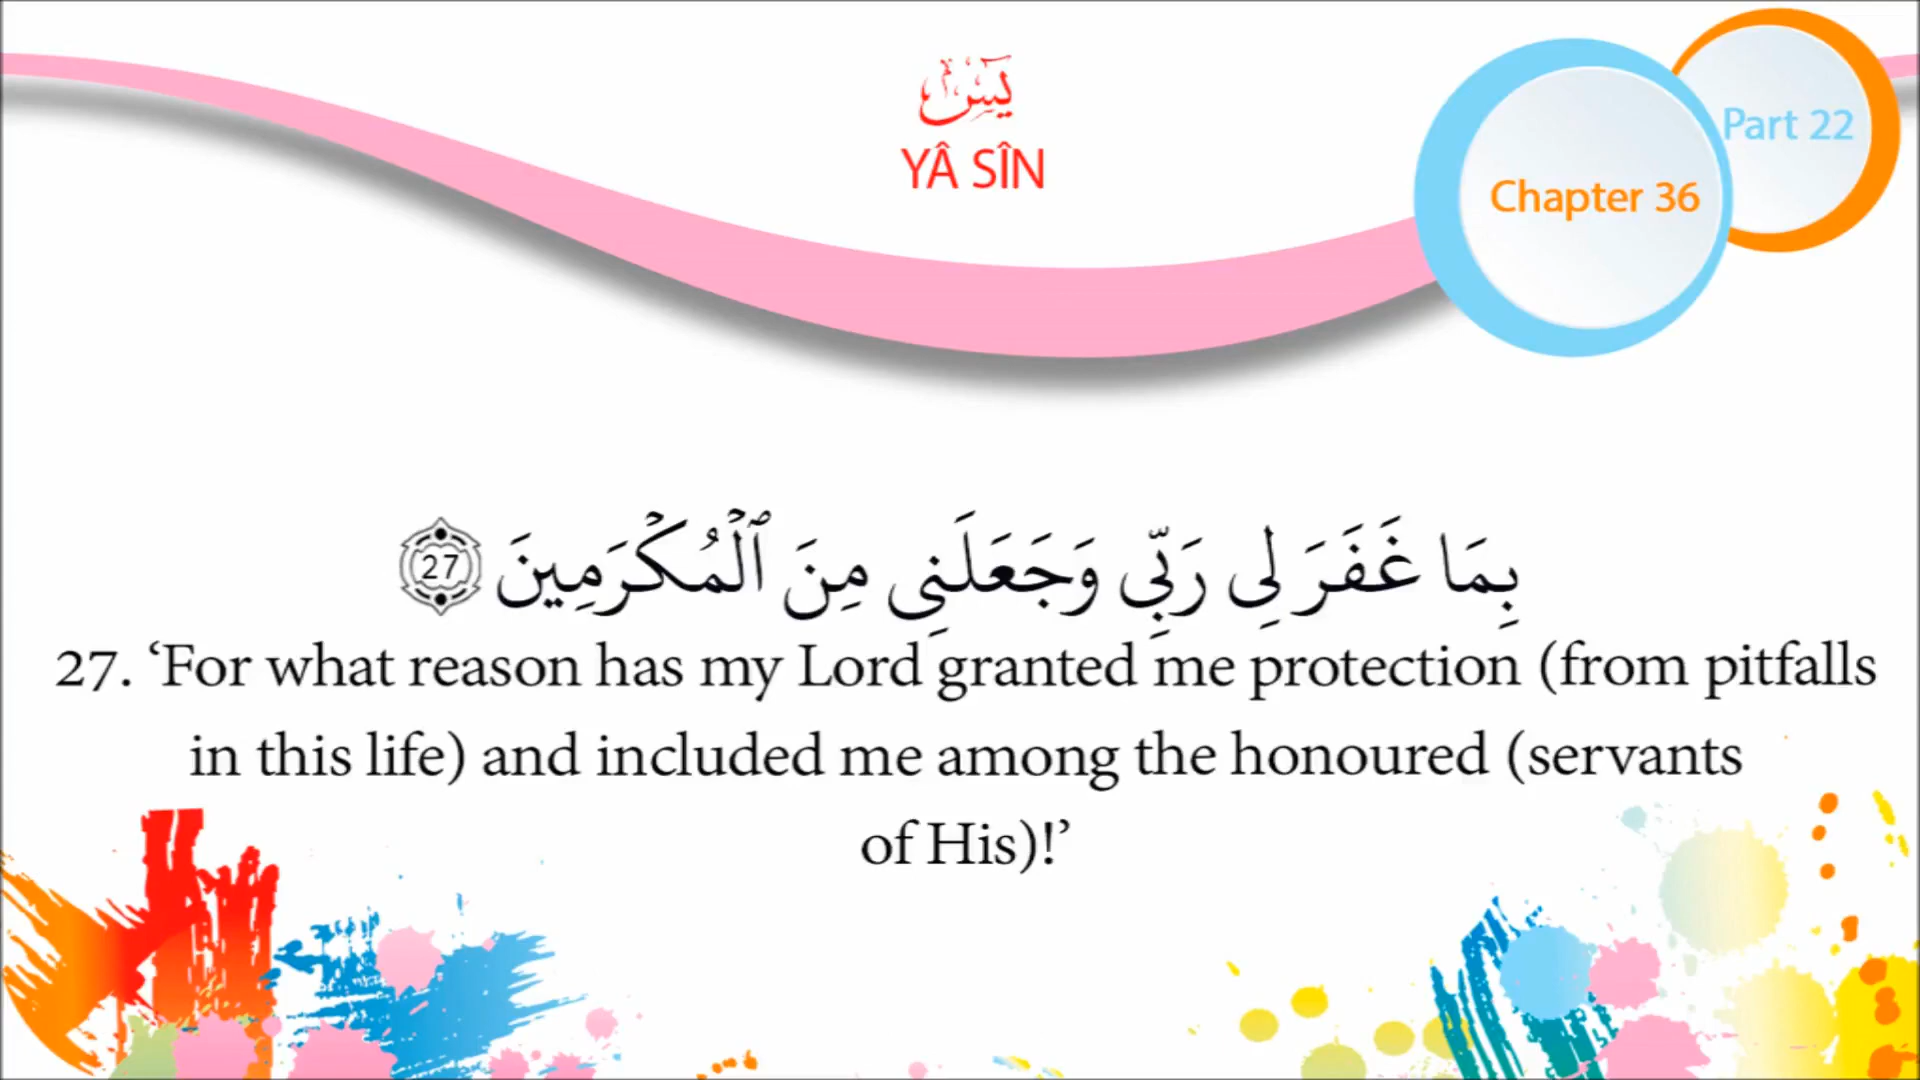 يسٓ
YÂ SÎN
Part 22
Chapter 36
بِمَا غَفَرَ لِى رَبِّى وَجَعَلَنِى مِنَ ٱلْمُكْرَمِينَ 27
27. ‘For what reason has my Lord granted me protection (from pitfalls
in this life) and included me among the honoured (servants
of His)!’